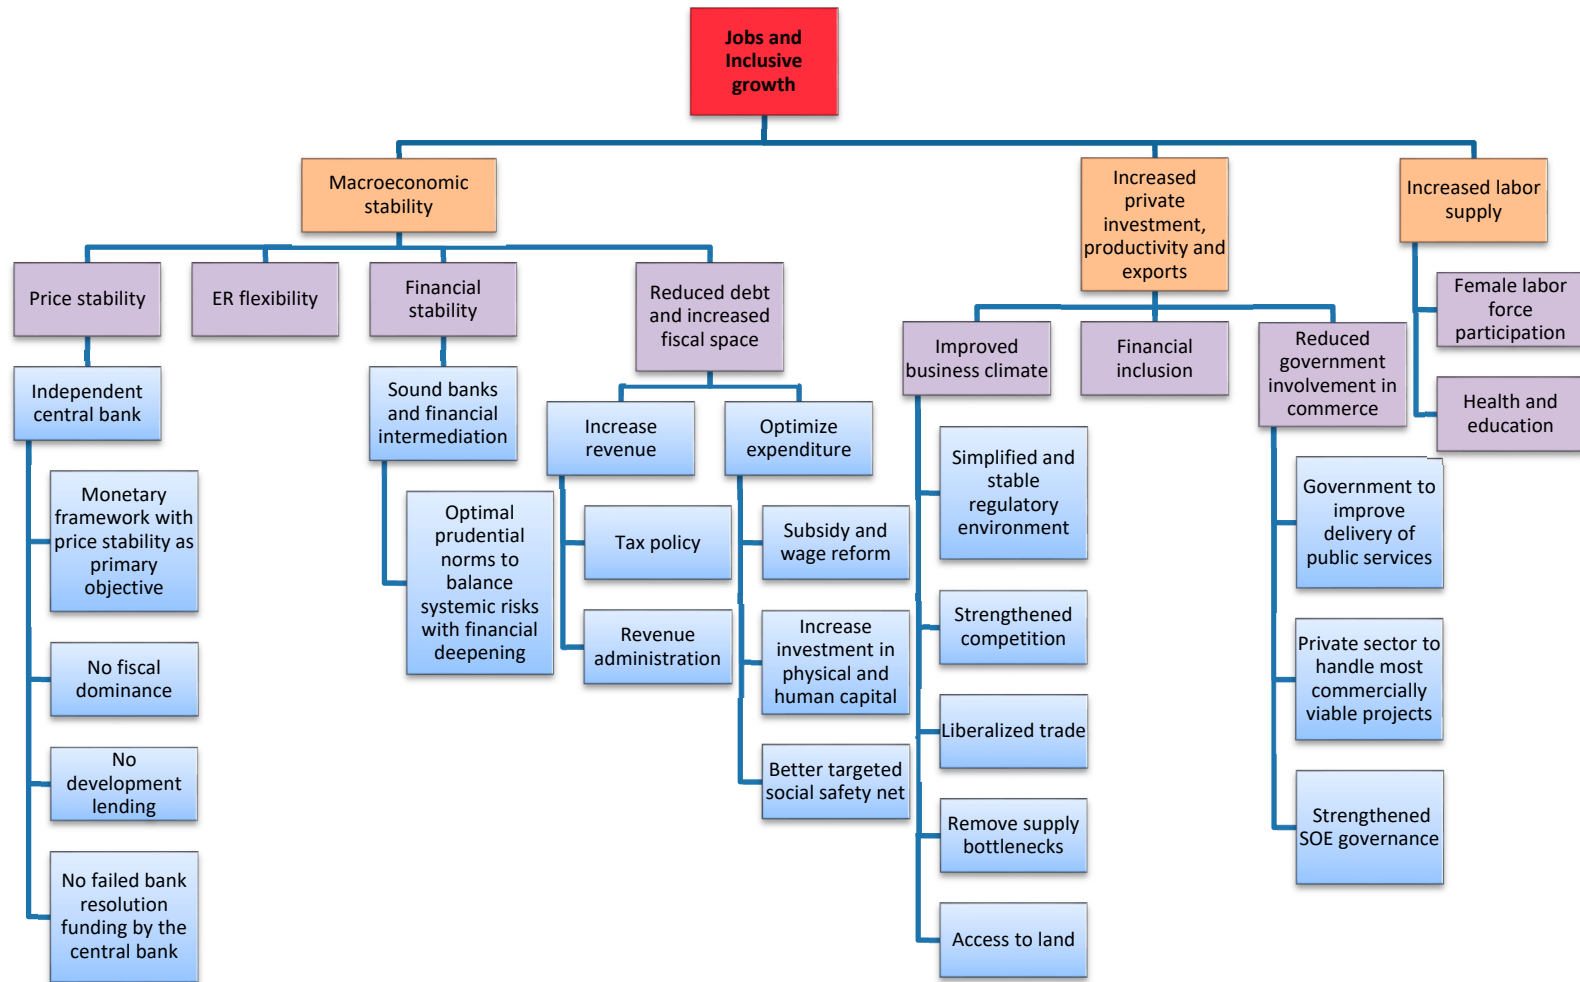 Jobs and
Inclusive
growth
Macroeconomic
stability
Increased
private
investment,
productivity and
exports
Increased labor
supply
Price stability
ER flexibility
Financial
stability
Reduced debt
and increased
fiscal space
Improved
business climate
Financial
inclusion
Reduced
government
involvement in
commerce
Female labor
force
participation
Health and
education
Independent
central bank
Monetary
framework with
price stability as
primary
objective
No fiscal
dominance
No
development
lending
No failed bank
resolution
funding by the
central bank
Sound banks
and financial
intermediation
Optimal
prudential
norms to
balance
systemic risks
with financial
deepening
Increase
revenue
Tax policy
Revenue
administration
Optimize
expenditure
Subsidy and
wage reform
Increase
investment in
physical and
human capital
Better targeted
social safety net
Simplified and
stable
regulatory
environment
Strengthened
competition
Liberalized trade
Remove supply
bottlenecks
Access to land
Government to
improve
delivery of
public services
Private sector to
handle most
commercially
viable projects
Strengthened
SOE governance